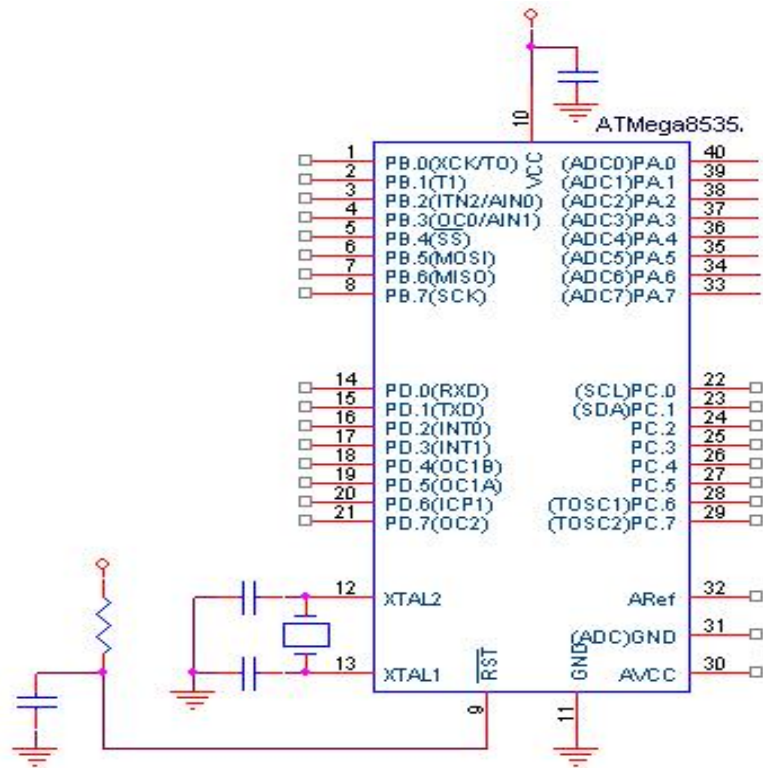 10
ATMega8535.
VCC
1 PB.0(XCK/TO) (ADC0)PA.0 40
2 PB.1(T1) (ADC1)PA.1 39
3 PB.2(ITN2/AIN0) (ADC2)PA.2 38
4 PB.3(OC0/AIN1) (ADC3)PA.3 37
5 PB.4(SS) (ADC4)PA.4 36
6 PB.5(MOSI) (ADC5)PA.5 35
7 PB.6(MISO) (ADC6)PA.6 34
8 PB.7(SCK) (ADC7)PA.7 33
14 PD.0(RXD) (SCL)PC.0 22
15 PD.1(TXD) (SDA)PC.1 23
16 PD.2(INT0) PC.2 24
17 PD.3(INT1) PC.3 25
18 PD.4(OC1B) PC.4 26
19 PD.5(OC1A) PC.5 27
20 PD.6(ICP1) (TOSC1)PC.6 28
21 PD.7(OC2) (TOSC2)PC.7 29
12 XTAL2 ARef 32
(ADC)GND 31
13 XTAL1 RST GND AVCC 30
9 11